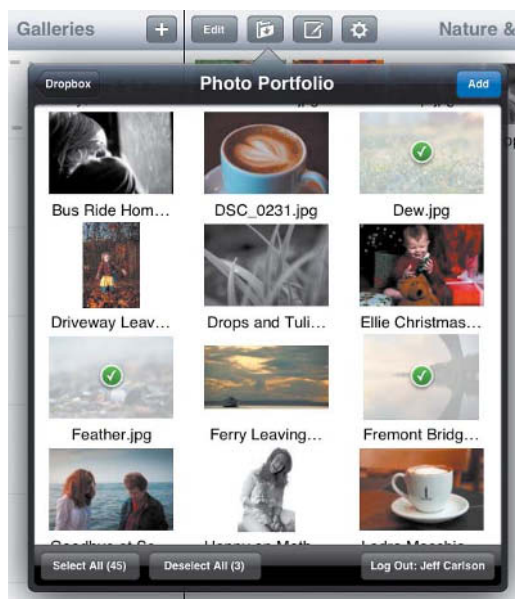 Galleries
+
Edit
Nature &
Dropbox
Photo Portfolio
Add
Bus Ride Hom...
DSC_0231.jpg
Dew.jpg
Driveway Leav...
Drops and Tuli...
Ellie Christmas...
Feather.jpg
Ferry Leaving...
Fremont Bridg...
Select All (45)
Deselect All (3)
Log Out: Jeff Carlson